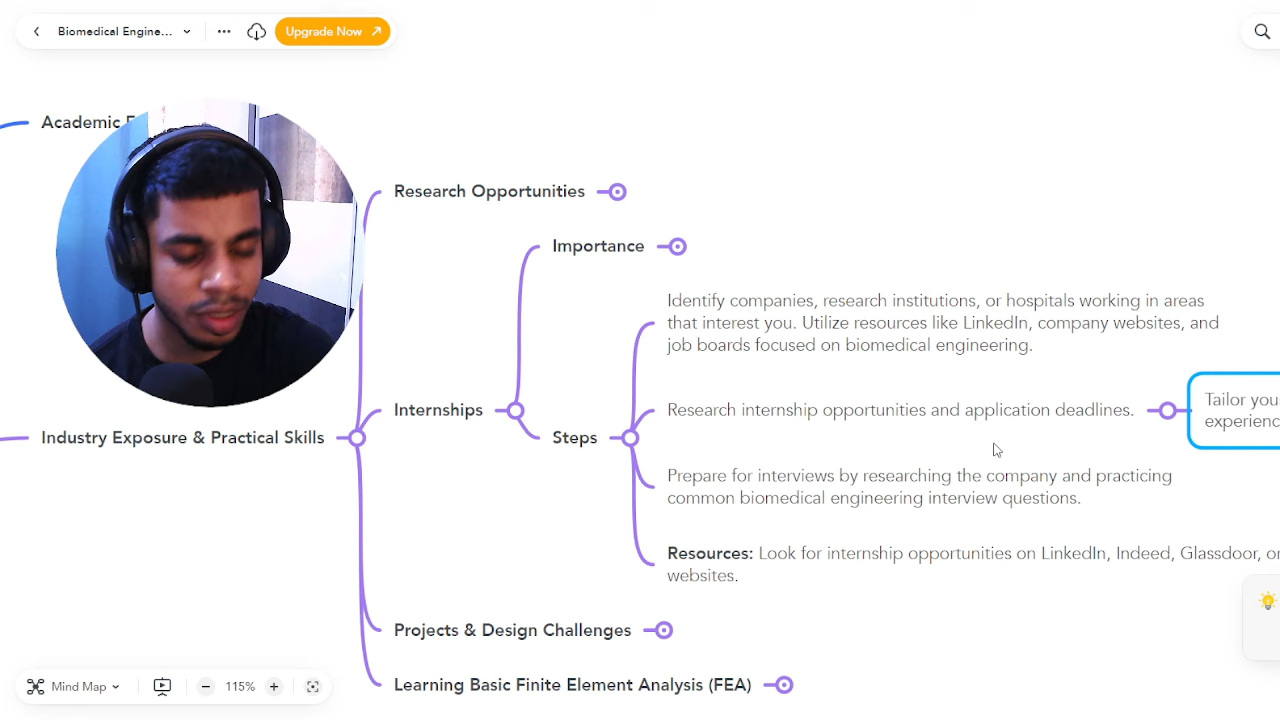 Biomedical Engine...
Upgrade Now
Academic
Research Opportunities
Importance
Identify companies, research institutions, or hospitals working in areas
that interest you. Utilize resources like LinkedIn, company websites, and
job boards focused on biomedical engineering.
Internships
Research internship opportunities and application deadlines.
Tailor
Industry Exposure & Practical Skills
Steps
Prepare for interviews by researching the company and practicing
common biomedical engineering interview questions.
Resources: Look for internship opportunities on LinkedIn, Indeed, Glassdoor,
websites.
Projects & Design Challenges
Learning Basic Finite Element Analysis (FEA)
Mind Map
115%